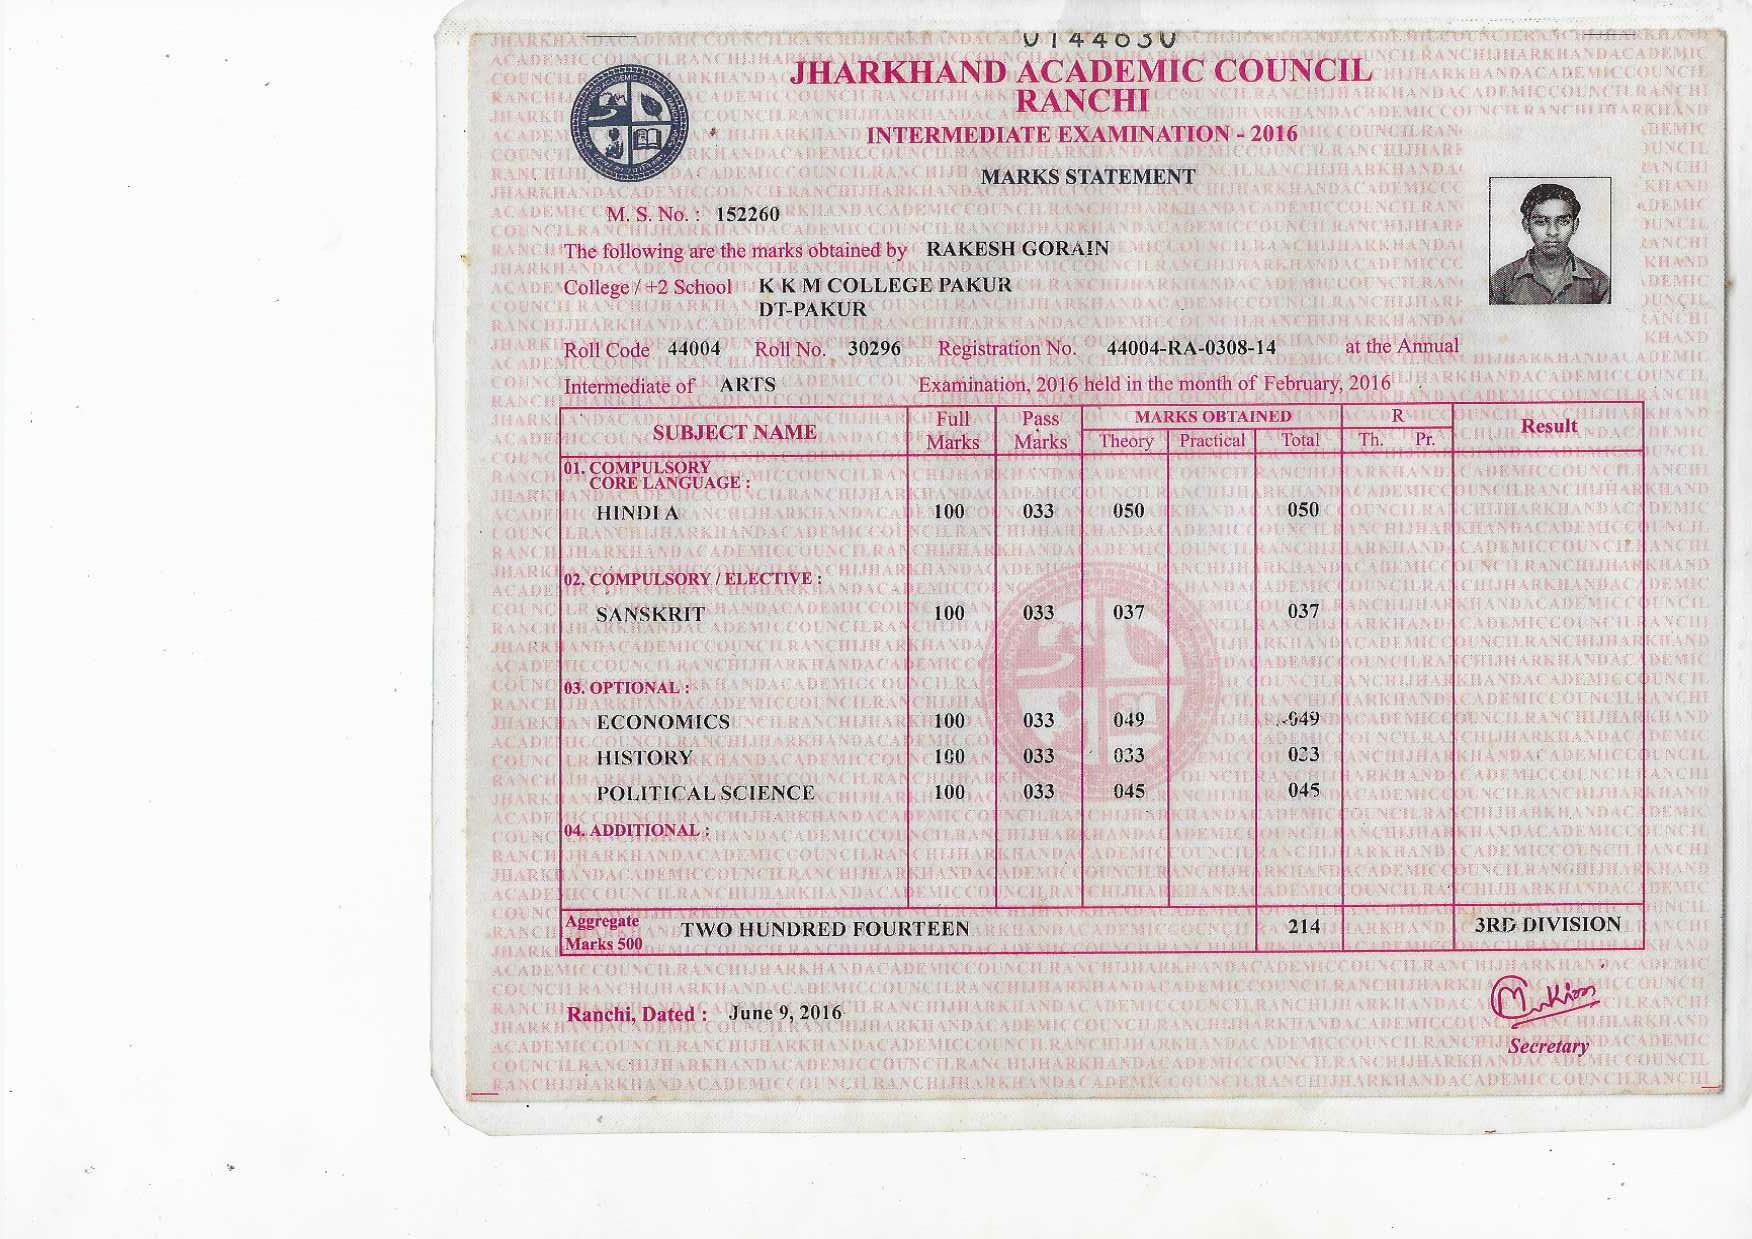 JHARKHAND ACADEMIC COUNCIL
RANCHI
INTERMEDIATE EXAMINATION - 2016
MARKS STATEMENT
M. S. No. : 152260
The following are the marks obtained by RAKESH GORAIN
College / +2 School K K M COLLEGE PAKUR
DT-PAKUR
Roll Code 44004 Roll No. 30296 Registration No. 44004-RA-0308-14 at the Annual
Intermediate of ARTS Examination, 2016 held in the month of February, 2016
SUBJECT NAME Full Marks Pass Marks MARKS OBTAINED R Result
Theory Practical Total Th. Pr.
01. COMPULSORY
CORE LANGUAGE :
HINDI A 100 033 050 050
02. COMPULSORY / ELECTIVE :
SANSKRIT 100 033 037 037
03. OPTIONAL :
ECONOMICS 100 033 049 049
HISTORY 100 033 033 033
POLITICAL SCIENCE 100 033 045 045
04. ADDITIONAL :
Aggregate
Marks 500 TWO HUNDRED FOURTEEN 214 3RD DIVISION
Ranchi, Dated : June 9, 2016
Secretary